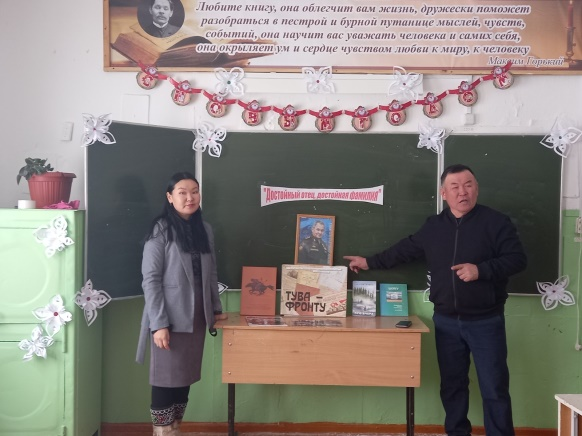 Любите книгу, она облегчит вам жизнь, дружески поможет
разобраться в пестрой и бурной путанице мыслей, чувств,
событий, она научит вас уважать человека и самих себя,
она окрыляет ум и сердце чувством любви к миру, к человеку
Максим Горький
"Достойный отец, достойная фамилия"
ТУВА –
ФРОНТУ